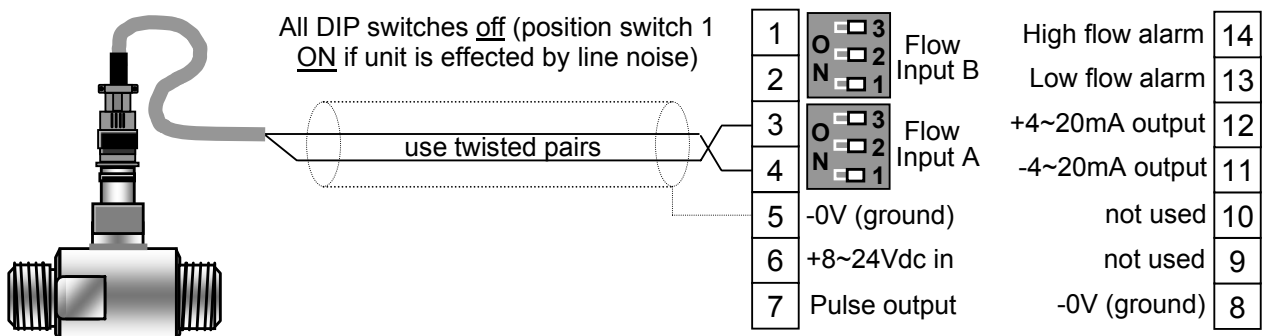 All DIP switches off (position switch 1
ON if unit is effected by line noise)
use twisted pairs
1
2
3
4
5 -0V (ground)
6 +8~24Vdc in
7 Pulse output
ON
3
2
1
Flow
Input B
ON
3
2
1
Flow
Input A
High flow alarm 14
Low flow alarm 13
+4~20mA output 12
-4~20mA output 11
not used 10
not used 9
-0V (ground) 8